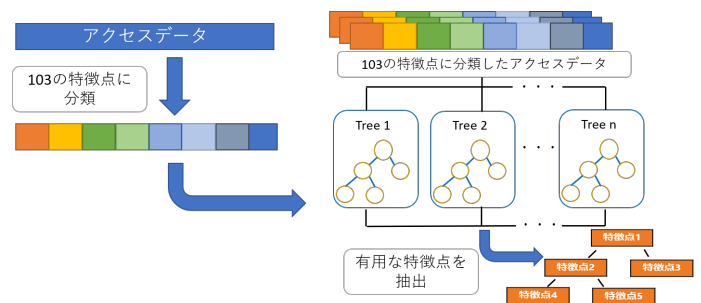 アクセスデータ
103の特徴点に
分類
103の特徴点に分類したアクセスデータ
・・・
Tree 1
Tree 2
・・・
Tree n
・・・
有用な特徴点を
抽出
特徴点1
特徴点2
特徴点3
特徴点4
特徴点5